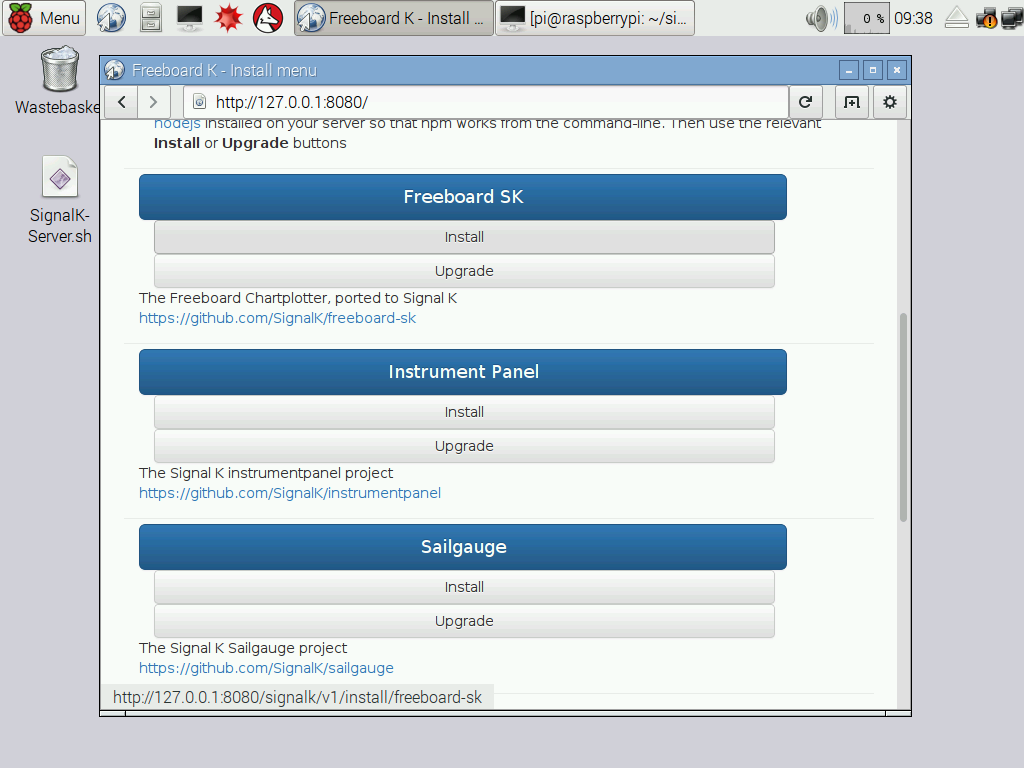 Menu
Freeboard K - Install ...
[pi@raspberrypi: ~/si...
0 %
09:38
Wastebaske
SignalK-
Server.sh
Freeboard K - Install menu
http://127.0.0.1:8080/
nodejs installed on your server so that npm works from the command-line. Then use the relevant
Install or Upgrade buttons
Freeboard SK
Install
Upgrade
The Freeboard Chartplotter, ported to Signal K
https://github.com/SignalK/freeboard-sk
Instrument Panel
Install
Upgrade
The Signal K instrumentpanel project
https://github.com/SignalK/instrumentpanel
Sailgauge
Install
Upgrade
The Signal K Sailgauge project
https://github.com/SignalK/sailgauge
http://127.0.0.1:8080/signalk/v1/install/freeboard-sk